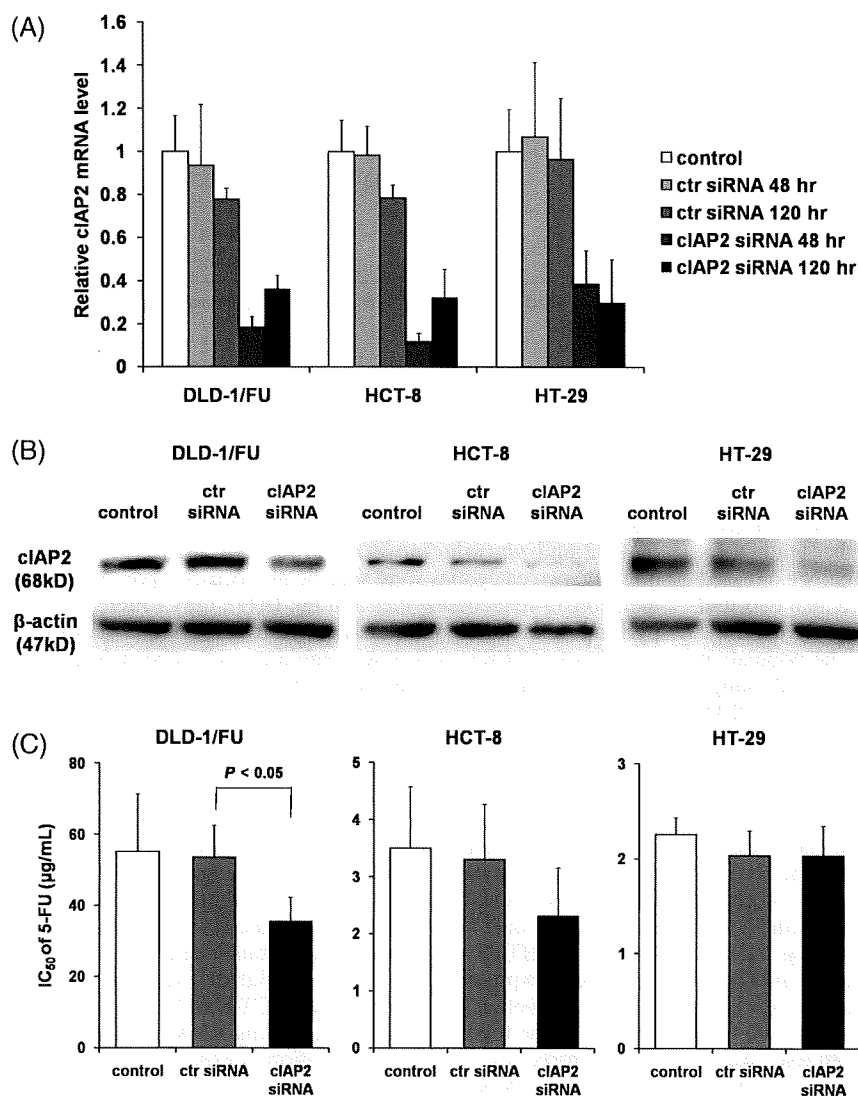 (A)
Relative cIAP2 mRNA level
1.6
1.4
1.2
1
0.8
0.6
0.4
0.2
0
DLD-1/FU HCT-8 HT-29
control
ctr siRNA 48 hr
ctr siRNA 120 hr
cIAP2 siRNA 48 hr
cIAP2 siRNA 120 hr
(B)
DLD-1/FU HCT-8 HT-29
control ctr siRNA cIAP2 siRNA control ctr siRNA cIAP2 siRNA control ctr siRNA cIAP2 siRNA
cIAP2
(68kD)
β-actin
(47kD)
(C)
DLD-1/FU
IC50 of 5-FU (µg/mL)
80
60
40
20
0
P < 0.05
control ctr siRNA cIAP2
siRNA
HCT-8
5
4
3
2
1
0
control ctr siRNA cIAP2
siRNA
HT-29
3
2
1
0
control ctr siRNA cIAP2
siRNA